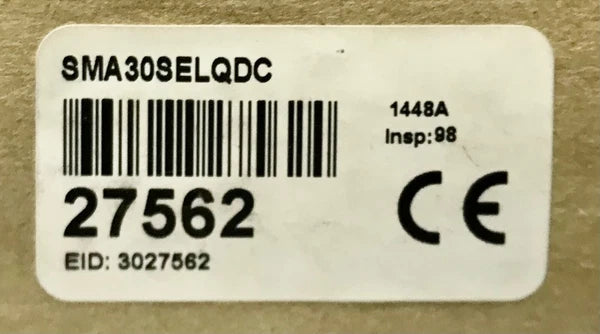 SMA30SELQDC
1448A
Insp:98
27562
EID: 3027562
CE